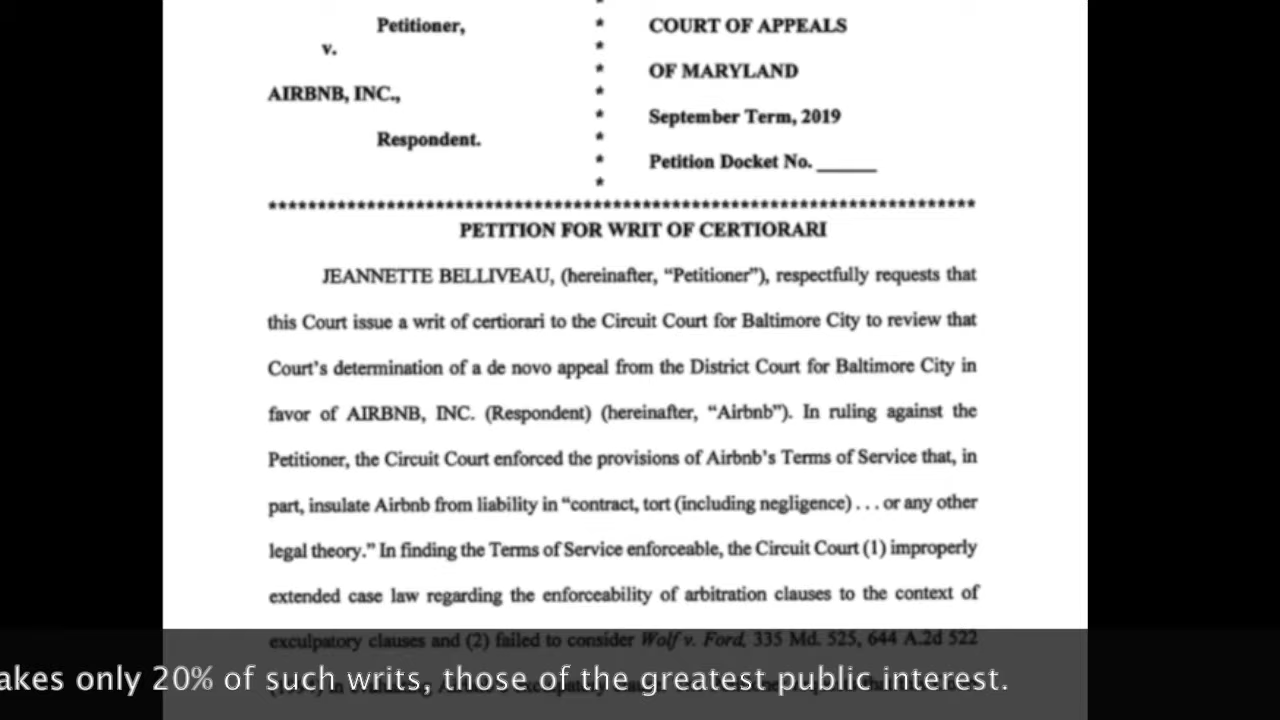 Petitioner,
v.
AIRBNB, INC.,
Respondent.
*
*
*
*
*
*
*
*
*
COURT OF APPEALS
OF MARYLAND
September Term, 2019
Petition Docket No. ______
************************************************************************
PETITION FOR WRIT OF CERTIORARI
JEANNETTE BELLIVEAU, (hereinafter, “Petitioner”), respectfully requests that
this Court issue a writ of certiorari to the Circuit Court for Baltimore City to review that
Court’s determination of a de novo appeal from the District Court for Baltimore City in
favor of AIRBNB, INC. (Respondent) (hereinafter, “Airbnb”). In ruling against the
Petitioner, the Circuit Court enforced the provisions of Airbnb’s Terms of Service that, in
part, insulate Airbnb from liability in “contract, tort (including negligence) . . . or any other
legal theory.” In finding the Terms of Service enforceable, the Circuit Court (1) improperly
extended case law regarding the enforceability of arbitration clauses to the context of
exculpatory clauses and (2) failed to consider Wolf v. Ford, 335 Md. 525, 644 A.2d 522
akes only 20% of such writs, those of the greatest public interest.